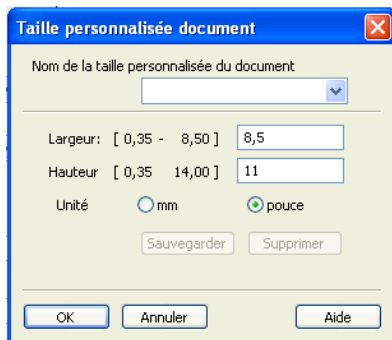 Taille personnalisée document
Nom de la taille personnalisée du document
Largeur: [ 0,35 - 8,50 ] 8,5
Hauteur [ 0,35 14,00 ] 11
Unité mm pouce
Sauvegarder Supprimer
OK Annuler Aide